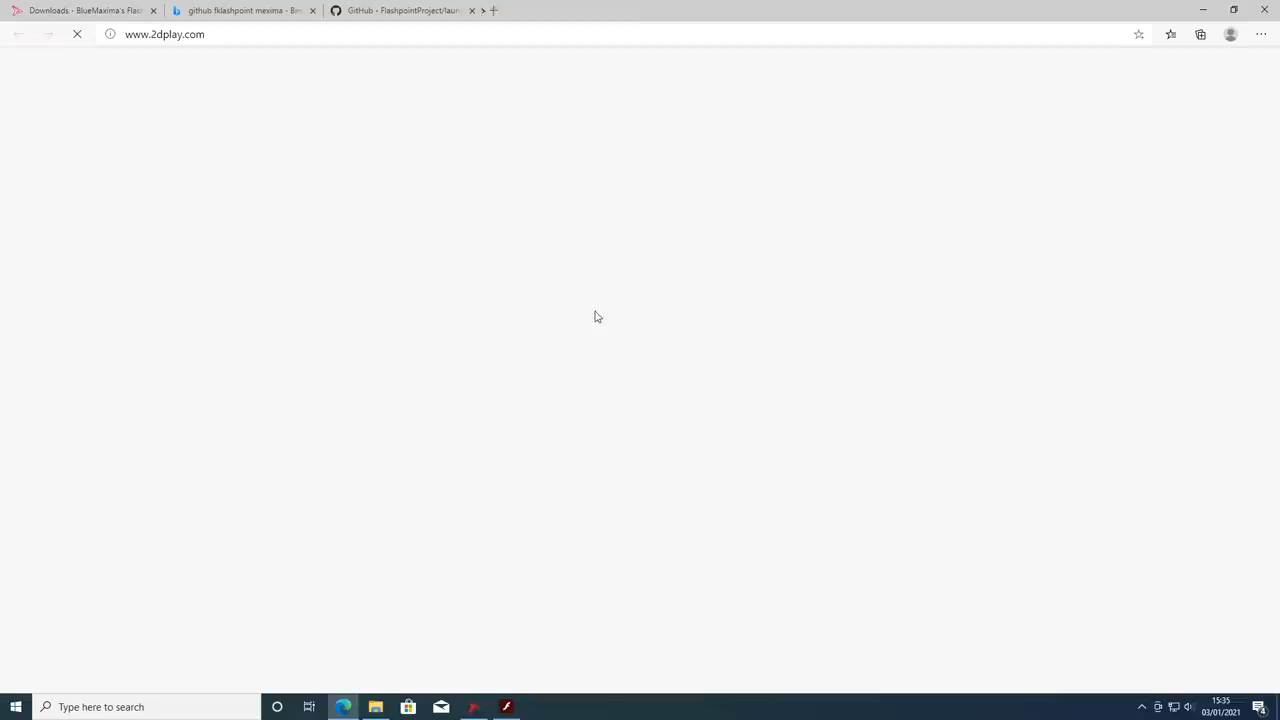 Downloads - BlueMaxima's Flash
github fklashpoint mexima - Bin
GitHub - FlashpointProject/laun
www.2dplay.com
Type here to search
15:35
03/01/2021
4